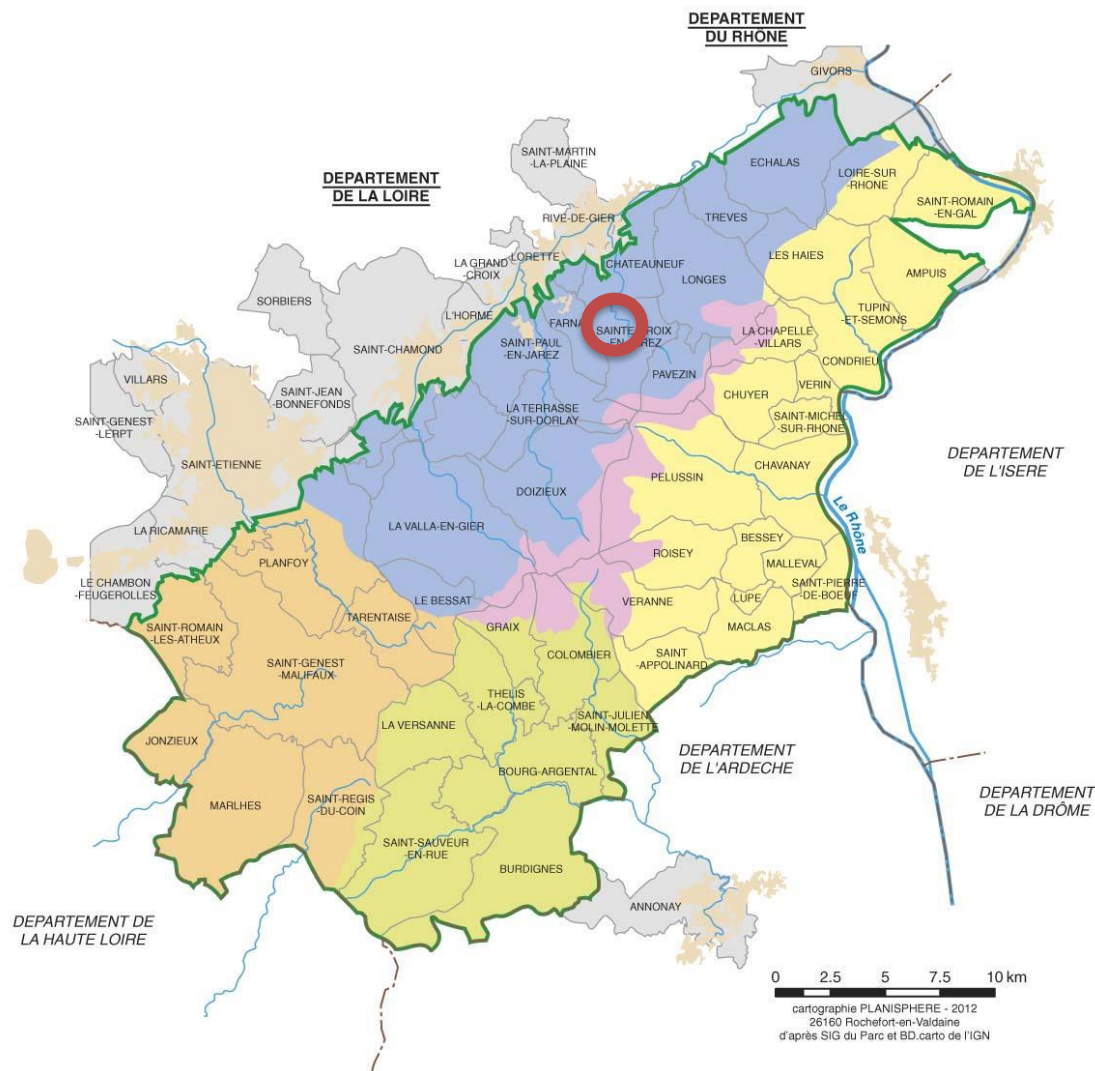 DEPARTEMENT
DU RHÔNE
GIVORS
SAINT-MARTIN
-LA-PLAINE
ECHALAS
DEPARTEMENT
DE LA LOIRE
LOIRE-SUR
-RHONE
SAINT-ROMAIN
-EN-GAL
RIVE-DE-GIER
TREVES
LORETTE
LA GRAND
-CROIX
CHATEAUNEUF
LES HAIES
LONGES
AMPUIS
SORBIERS
L'HORME
FARNA
SAINTE CROIX
EN JAREZ
TUPIN
-ET-SEMONS
SAINT-CHAMOND
SAINT-PAUL
-EN-JAREZ
LA CHAPELLE
-VILLARS
VILLARS
PAVEZIN
CONDRIEU
SAINT-JEAN
-BONNEFONDS
CHUYER
VERIN
SAINT-GENEST
-LERPT
LA TERRASSE
-SUR-DORLAY
SAINT-MICHEL
-SUR-RHONE
SAINT-ETIENNE
PELUSSIN
CHAVANAY
DEPARTEMENT
DE L'ISERE
DOIZIEUX
LA RICAMARIE
LA VALLA-EN-GIER
Le Rhône
BESSEY
ROISEY
PLANFOY
MALLEVAL
LE CHAMBON
-FEUGEROLLES
SAINT-PIERRE
-DE-BOEUF
LE BESSAT
VERANNE
LUPE
TARENTAISE
SAINT-ROMAIN
-LES-ATHEUX
GRAIX
MACLAS
COLOMBIER
SAINT
-APPOLINARD
SAINT-GENEST
-MALIFAUX
THELIS
-LA-COMBE
LA VERSANNE
SAINT-JULIEN
-MOLIN-MOLETTE
JONZIEUX
DEPARTEMENT
DE L'ARDECHE
BOURG-ARGENTAL
MARLHES
SAINT-REGIS
-DU-COIN
DEPARTEMENT
DE LA DRÔME
SAINT-SAUVEUR
-EN-RUE
BURDIGNES
ANNONAY
DEPARTEMENT DE
LA HAUTE LOIRE
0 2.5 5 7.5 10 km
cartographie PLANISPHERE - 2012
26160 Rochefort-en-Valdaine
d'après SIG du Parc et BD.carto de l'IGN